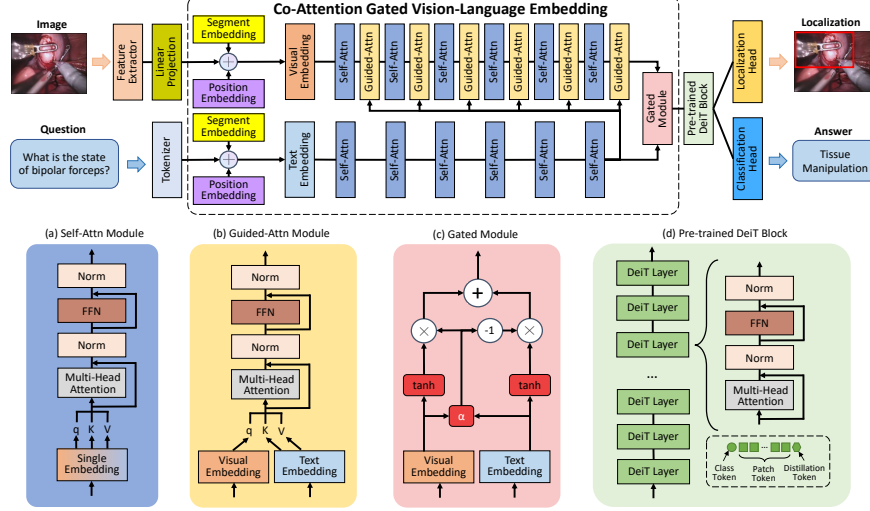 Co-Attention Gated Vision-Language Embedding
Image
Feature
Extractor
Linear
Projection
Segment
Embedding
Position
Embedding
Visual
Embedding
Self-Attn
Guided-Attn
Self-Attn
Guided-Attn
Self-Attn
Guided-Attn
Self-Attn
Guided-Attn
Self-Attn
Guided-Attn
Self-Attn
Guided-Attn
Gated
Module
Pre-trained
DeiT Block
Localization
Head
Localization
Question
What is the state
of bipolar forceps?
Tokenizer
Segment
Embedding
Position
Embedding
Text
Embedding
Self-Attn
Self-Attn
Self-Attn
Self-Attn
Self-Attn
Self-Attn
Classification
Head
Answer
Tissue
Manipulation
(a) Self-Attn Module
Norm
FFN
Norm
Multi-Head
Attention
q K V
Single
Embedding
(b) Guided-Attn Module
Norm
FFN
Norm
Multi-Head
Attention
q K V
Visual
Embedding
Text
Embedding
(c) Gated Module
+
× -1 ×
tanh
tanh
α
Visual
Embedding
Text
Embedding
(d) Pre-trained DeiT Block
DeiT Layer
DeiT Layer
DeiT Layer
...
DeiT Layer
DeiT Layer
DeiT Layer
Norm
FFN
Norm
Multi-Head
Attention
...
Class
Token
Patch
Token
Distillation
Token